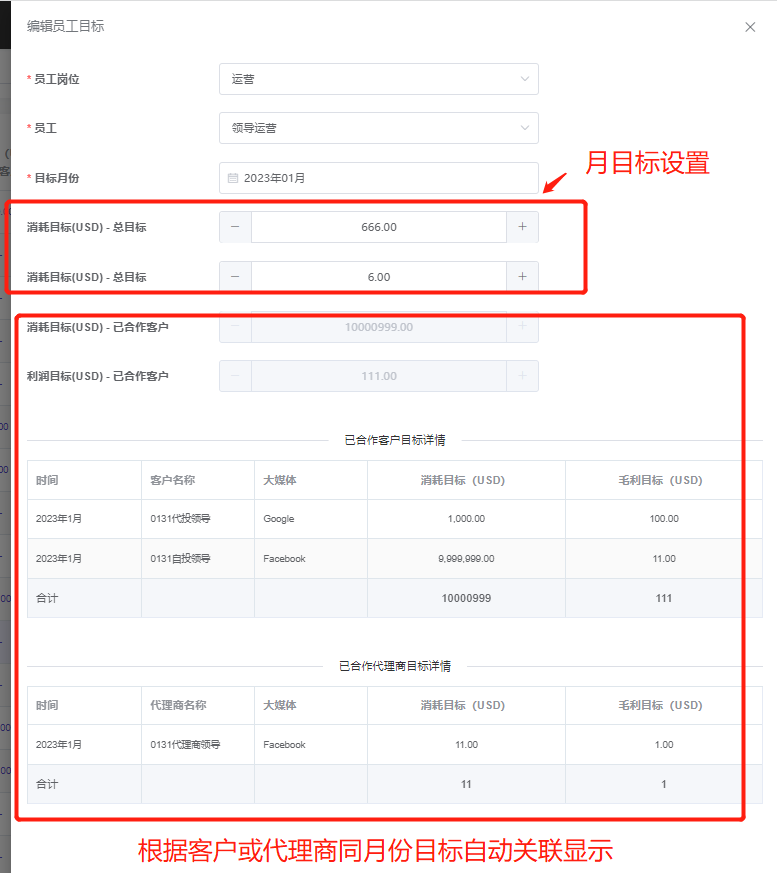 编辑员工目标
* 员工岗位 运营
* 员工 领导运营
* 目标月份 2023年01月
月目标设置
消耗目标(USD) - 总目标 − 666.00 +
消耗目标(USD) - 总目标 − 6.00 +
消耗目标(USD) - 已合作客户 − 10000999.00 +
利润目标(USD) - 已合作客户 − 111.00 +
已合作客户目标详情
时间 客户名称 大媒体 消耗目标（USD） 毛利目标（USD）
2023年1月 0131代投领导 Google 1,000.00 100.00
2023年1月 0131自投领导 Facebook 9,999,999.00 11.00
合计 10000999 111
已合作代理商目标详情
时间 代理商名称 大媒体 消耗目标（USD） 毛利目标（USD）
2023年1月 0131代理商领导 Facebook 11.00 1.00
合计 11 1
根据客户或代理商同月份目标自动关联显示